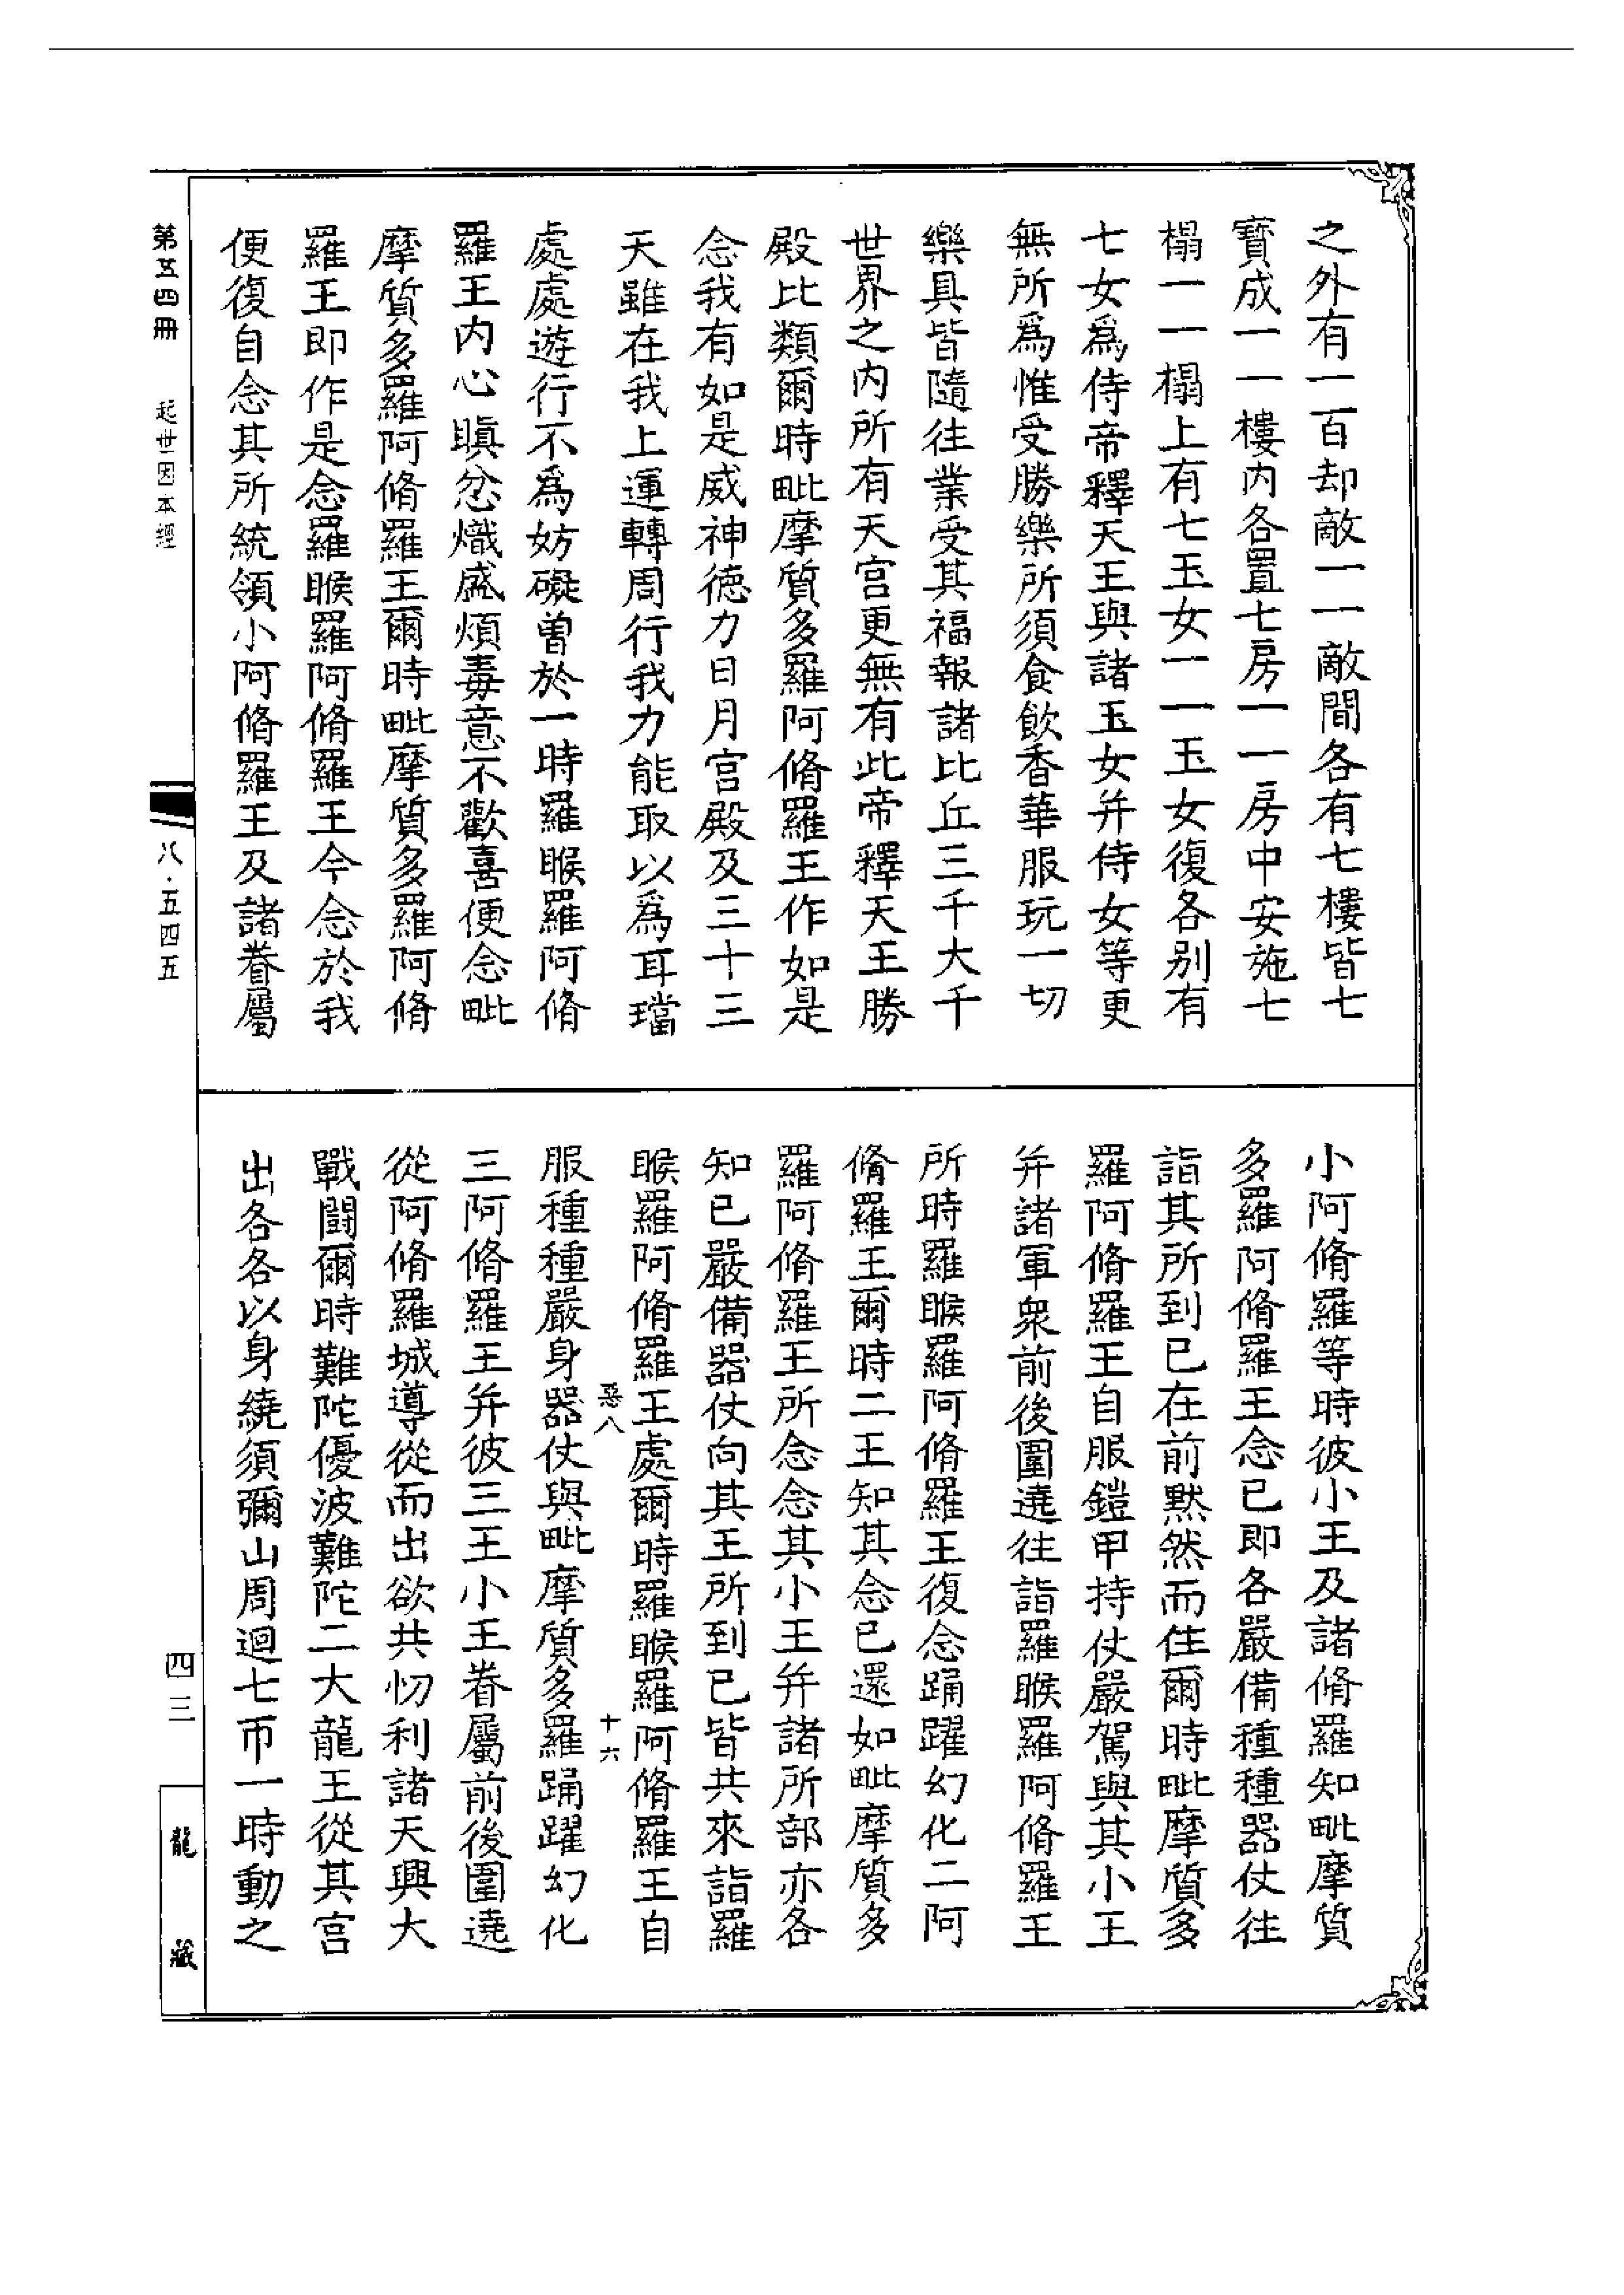 之外有一百却敵一一敵間各有七樓皆七
寶成一一樓内各置七房一一房中安施七
榻一一榻上有七玉女一一玉女復各别有
七女爲侍帝釋天王與諸玉女并侍女等更
無所爲惟受勝樂所須食飲香華服玩一切
樂具皆隨往業受其福報諸比丘三千大千
世界之内所有天宫更無有此帝釋天王勝
殿比類爾時毗摩質多羅阿脩羅王作如是
念我有如是威神德力日月宫殿及三十三
天雖在我上運轉周行我力能取以爲耳璫
處處遊行不爲妨礙曾於一時羅睺羅阿脩
羅王内心瞋忿熾盛煩毒意不歡喜便念毗
摩質多羅阿脩羅王爾時毗摩質多羅阿脩
羅王即作是念羅睺羅阿脩羅王今念於我
便復自念其所統領小阿脩羅王及諸眷屬
小阿脩羅等時彼小王及諸脩羅知毗摩質
多羅阿脩羅王念已即各嚴備種種器仗往
詣其所到已在前默然而住爾時毗摩質多
羅阿脩羅王自服鎧甲持仗嚴駕與其小王
并諸軍衆前後圍遶往詣羅睺羅阿脩羅王
所時羅睺羅阿脩羅王復念踊躍幻化二阿
脩羅王爾時二王知其念已還如毗摩質多
羅阿脩羅王所念念其小王并諸所部亦各
知已嚴備器仗向其王所到已皆共來詣羅
睺羅阿脩羅王處爾時羅睺羅阿脩羅王自
惡八 十六
服種種嚴身器仗與毗摩質多羅踊躍幻化
三阿脩羅王并彼三王小王眷屬前後圍遶
從阿脩羅城導從而出欲共忉利諸天興大
戰鬪爾時難陀優波難陀二大龍王從其宫
出各各以身繞須彌山周迴七帀一時動之
第五四冊 起世因本經
八·五四五
四三
龍藏